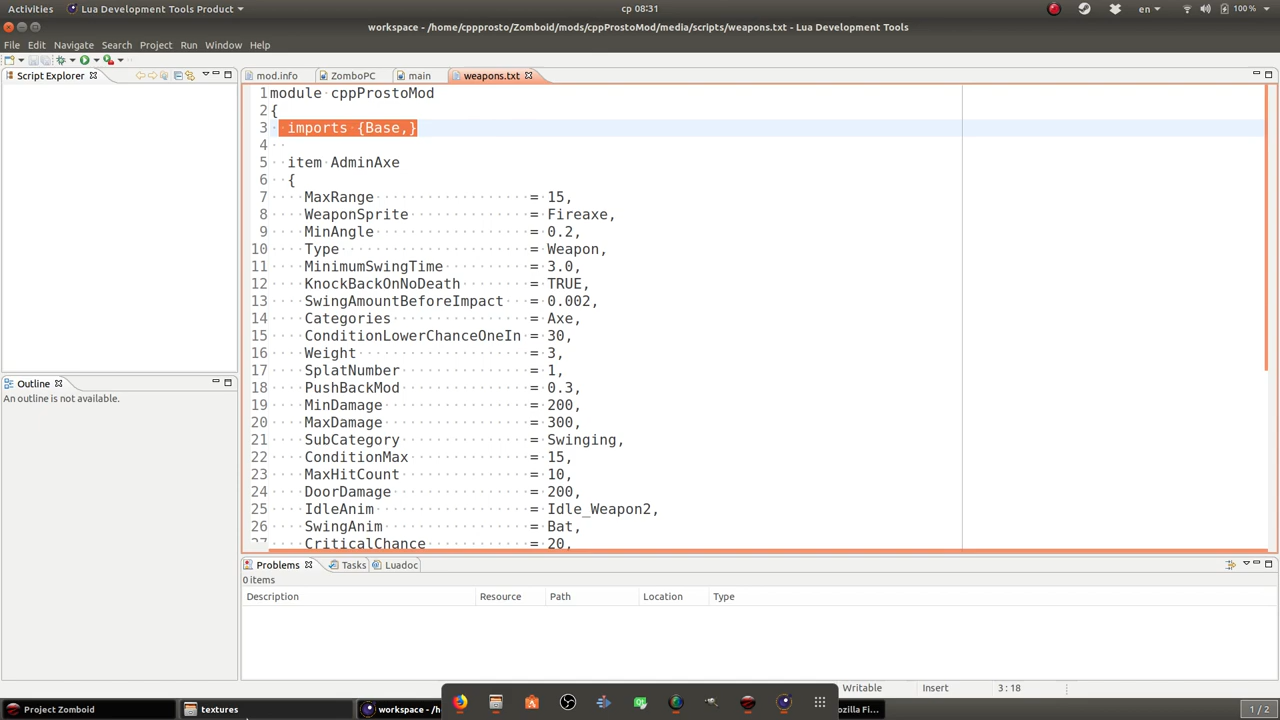 Activities
Lua Development Tools Product
ср 08:31
en
100 %
workspace - /home/cppprosto/Zomboid/mods/cppProstoMod/media/scripts/weapons.txt - Lua Development Tools
File Edit Navigate Search Project Run Window Help
Script Explorer
mod.info
ZomboPC
main
weapons.txt
1 module cppProstoMod
2 {
3 imports {Base,}
4
5 item AdminAxe
6 {
7 MaxRange = 15,
8 WeaponSprite = Fireaxe,
9 MinAngle = 0.2,
10 Type = Weapon,
11 MinimumSwingTime = 3.0,
12 KnockBackOnNoDeath = TRUE,
13 SwingAmountBeforeImpact = 0.002,
14 Categories = Axe,
15 ConditionLowerChanceOneIn = 30,
16 Weight = 3,
17 SplatNumber = 1,
18 PushBackMod = 0.3,
19 MinDamage = 200,
20 MaxDamage = 300,
21 SubCategory = Swinging,
22 ConditionMax = 15,
23 MaxHitCount = 10,
24 DoorDamage = 200,
25 IdleAnim = Idle_Weapon2,
26 SwingAnim = Bat,
27 CriticalChance = 20,
Outline
An outline is not available.
Problems
Tasks
Luadoc
0 items
Description Resource Path Location Type
Writable Insert 3 : 18
Project Zomboid
textures
workspace - /h
ozilla Fi...
1 / 2